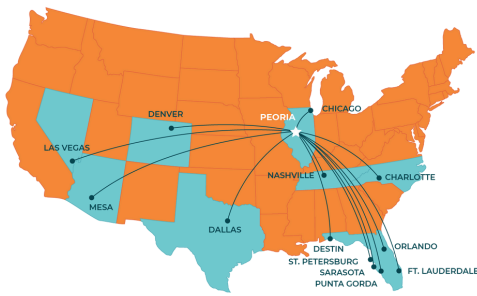 CHICAGO
DENVER
PEORIA
LAS VEGAS
NASHVILLE
CHARLOTTE
MESA
DALLAS
DESTIN
ORLANDO
ST. PETERSBURG
SARASOTA
FT. LAUDERDALE
PUNTA GORDA